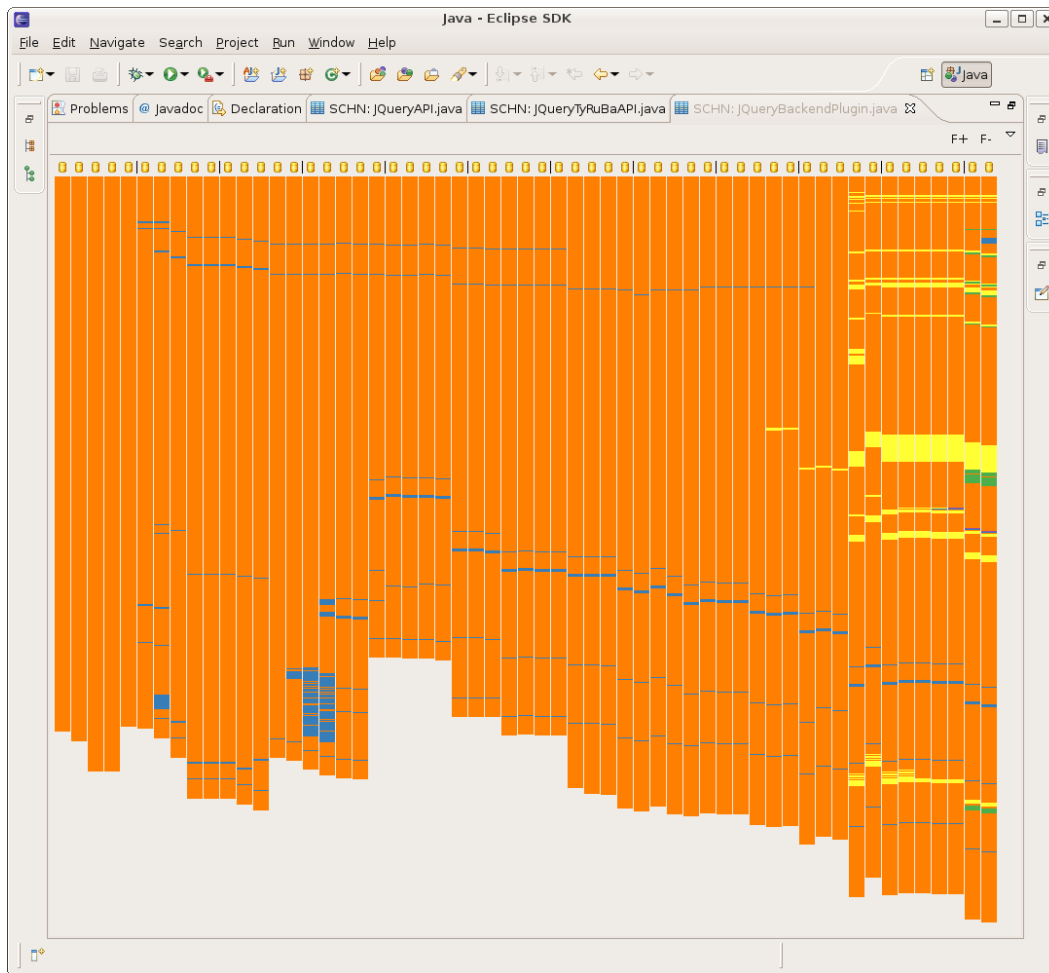 Java - Eclipse SDK
File Edit Navigate Search Project Run Window Help
Java
Problems @ Javadoc Declaration SCHN: JQueryAPI.java SCHN: JQueryTyRuBaAPI.java SCHN: JQueryBackendPlugin.java
F+ F-